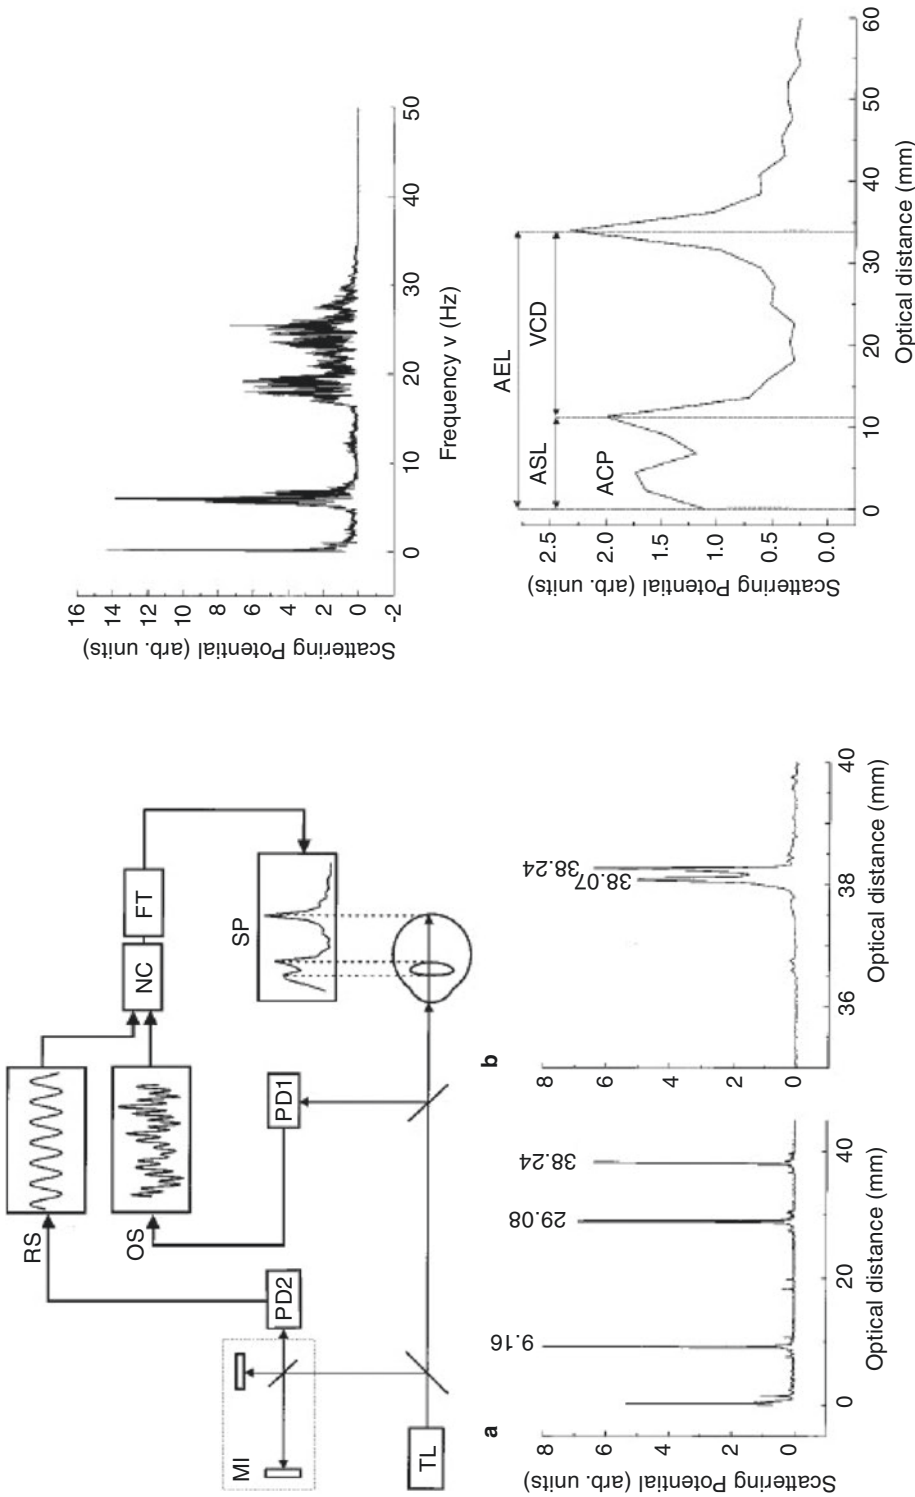 RS
OS
NC
FT
SP
MI
PD2
PD1
TL
16
14
12
10
8
6
4
2
0
-2
Scattering Potential (arb. units)
0
10
20
30
40
50
Frequency ν (Hz)
a
8
6
4
2
0
Scattering Potential (arb. units)
9.16
29.08
38.24
0
20
40
Optical distance (mm)
b
8
6
4
2
0
38.07
38.24
36
38
40
Optical distance (mm)
AEL
ASL
VCD
ACP
2.5
2.0
1.5
1.0
0.5
0.0
Scattering Potential (arb. units)
0
10
20
30
40
50
60
Optical distance (mm)